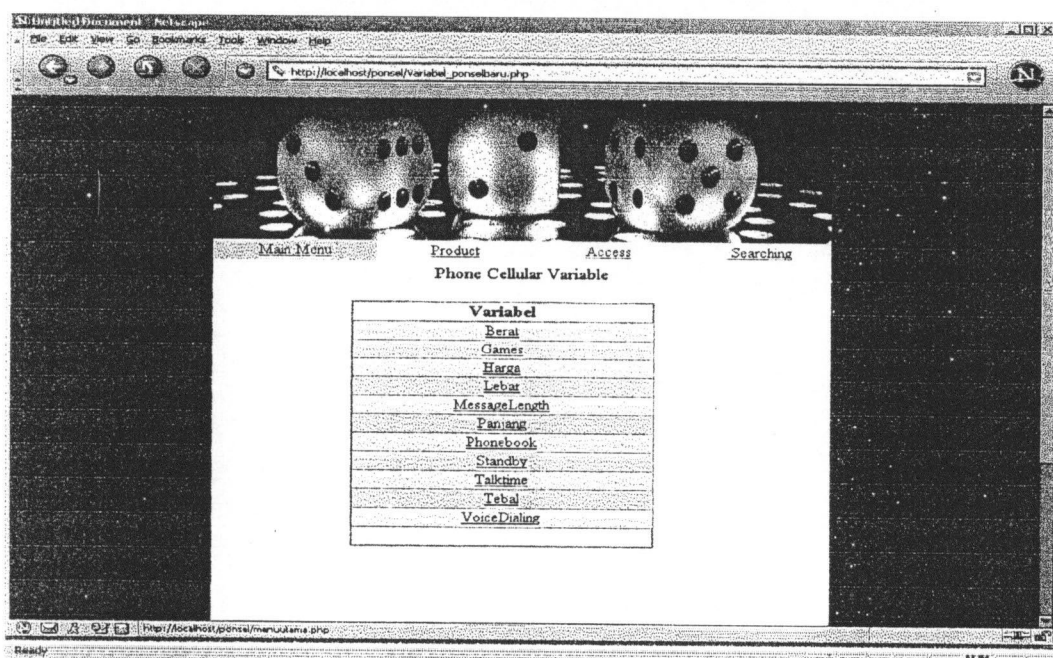 Untitled Document - Netscape
File Edit View Go Bookmarks Tools Window Help
http://localhost/ponsel/variabel_ponselbaru.php
N
Main Menu Product Access Searching
Phone Cellular Variable
Variabel
Berat
Games
Harga
Lebar
MessageLength
Panjang
Phonebook
Standby
Talktime
Tebal
VoiceDialing
http://localhost/ponsel/menuutama.php
Ready